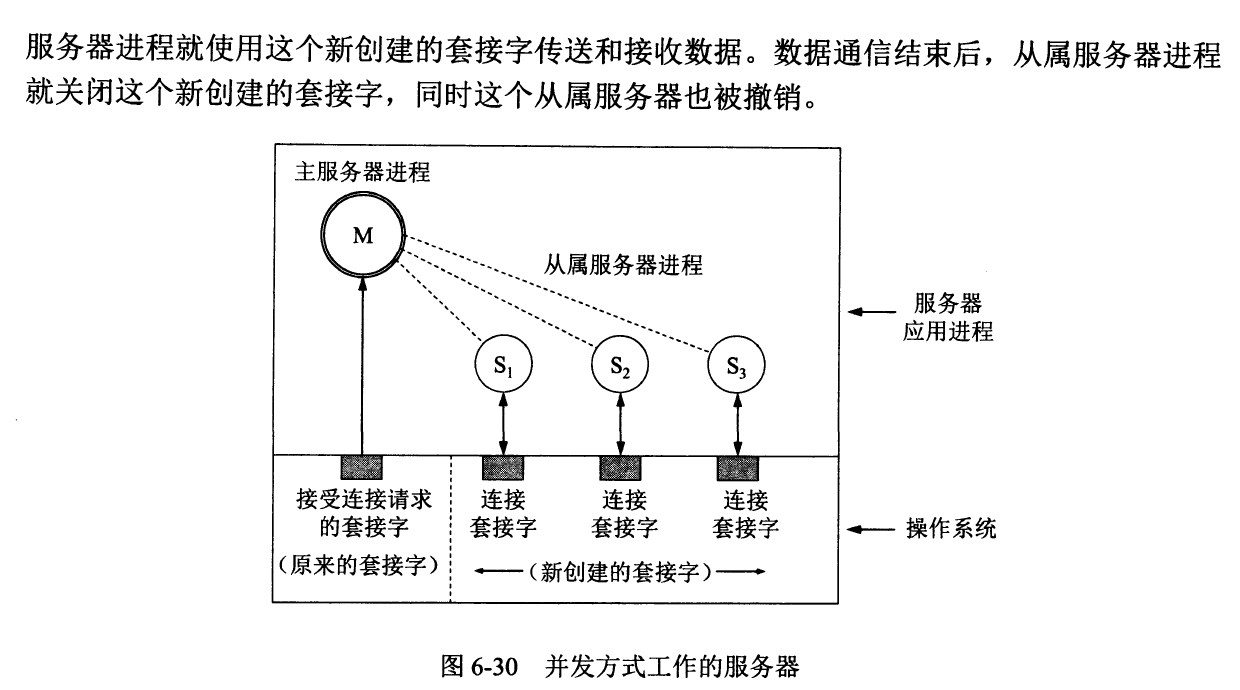 服务器进程就使用这个新创建的套接字传送和接收数据。数据通信结束后，从属服务器进程
就关闭这个新创建的套接字，同时这个从属服务器也被撤销。
主服务器进程
M
从属服务器进程
服务器
应用进程
S₁
S₂
S₃
接受连接请求
的套接字
（原来的套接字）
连接
套接字
连接
套接字
连接
套接字
（新创建的套接字）
操作系统
图 6-30 并发方式工作的服务器